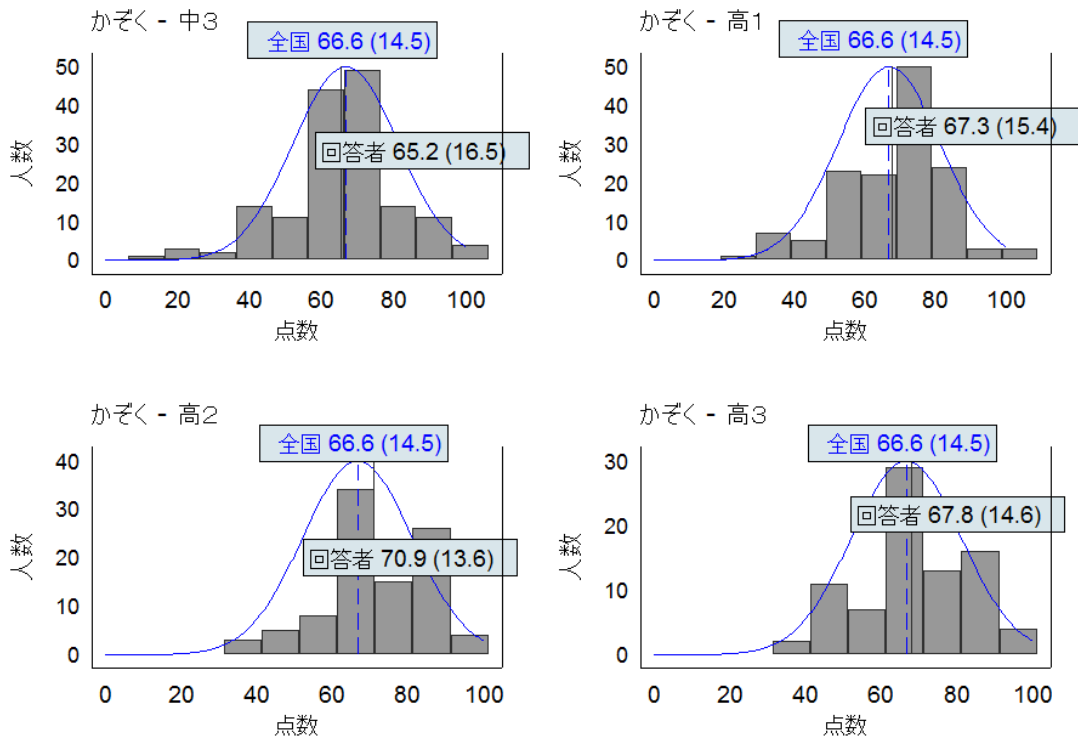 かぞく - 中3
全国 66.6 (14.5)
回答者 65.2 (16.5)
人数
50
40
30
20
10
0
0 20 40 60 80 100
点数
かぞく - 高1
全国 66.6 (14.5)
回答者 67.3 (15.4)
人数
50
40
30
20
10
0
0 20 40 60 80 100
点数
かぞく - 高2
全国 66.6 (14.5)
回答者 70.9 (13.6)
人数
40
30
20
10
0
0 20 40 60 80 100
点数
かぞく - 高3
全国 66.6 (14.5)
回答者 67.8 (14.6)
人数
30
20
10
0
0 20 40 60 80 100
点数